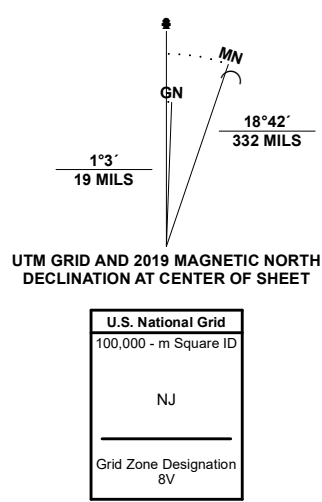 MN
GN
18°42´
332 MILS
1°3´
19 MILS
UTM GRID AND 2019 MAGNETIC NORTH
DECLINATION AT CENTER OF SHEET
U.S. National Grid
100,000 - m Square ID
NJ
Grid Zone Designation
8V